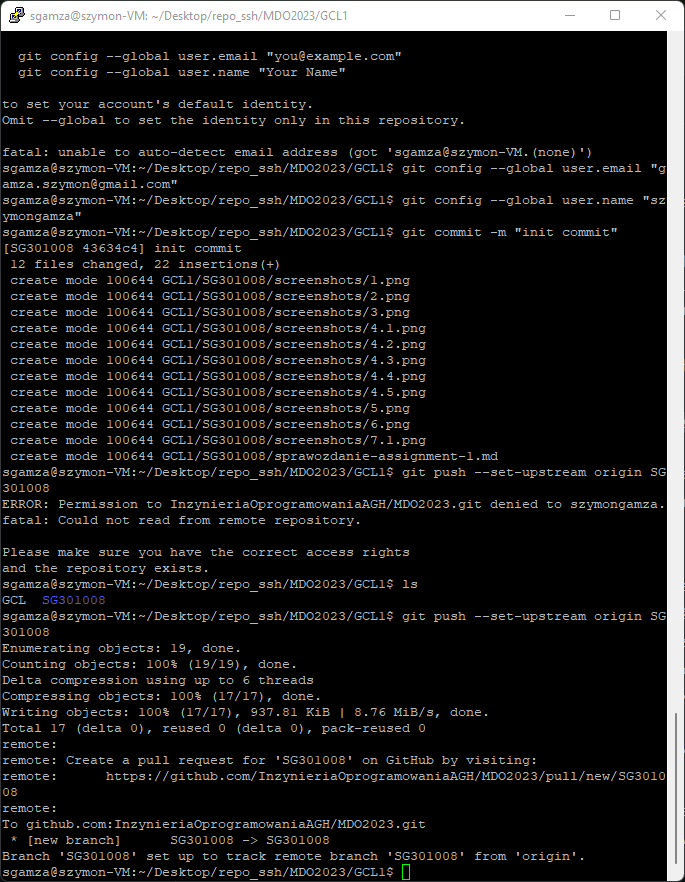 sgamza@szymon-VM: ~/Desktop/repo_ssh/MDO2023/GCL1
git config --global user.email "you@example.com"
git config --global user.name "Your Name"
to set your account's default identity.
Omit --global to set the identity only in this repository.
fatal: unable to auto-detect email address (got 'sgamza@szymon-VM.(none)')
sgamza@szymon-VM:~/Desktop/repo_ssh/MDO2023/GCL1$ git config --global user.email "g
amza.szymon@gmail.com"
sgamza@szymon-VM:~/Desktop/repo_ssh/MDO2023/GCL1$ git config --global user.name "sz
ymongamza"
sgamza@szymon-VM:~/Desktop/repo_ssh/MDO2023/GCL1$ git commit -m "init commit"
[SG301008 43634c4] init commit
12 files changed, 22 insertions(+)
create mode 100644 GCL1/SG301008/screenshots/1.png
create mode 100644 GCL1/SG301008/screenshots/2.png
create mode 100644 GCL1/SG301008/screenshots/3.png
create mode 100644 GCL1/SG301008/screenshots/4.1.png
create mode 100644 GCL1/SG301008/screenshots/4.2.png
create mode 100644 GCL1/SG301008/screenshots/4.3.png
create mode 100644 GCL1/SG301008/screenshots/4.4.png
create mode 100644 GCL1/SG301008/screenshots/4.5.png
create mode 100644 GCL1/SG301008/screenshots/5.png
create mode 100644 GCL1/SG301008/screenshots/6.png
create mode 100644 GCL1/SG301008/screenshots/7.1.png
create mode 100644 GCL1/SG301008/sprawozdanie-assignment-1.md
sgamza@szymon-VM:~/Desktop/repo_ssh/MDO2023/GCL1$ git push --set-upstream origin SG
301008
ERROR: Permission to InzynieriaOprogramowaniaAGH/MDO2023.git denied to szymongamza.
fatal: Could not read from remote repository.
Please make sure you have the correct access rights
and the repository exists.
sgamza@szymon-VM:~/Desktop/repo_ssh/MDO2023/GCL1$ ls
GCL  SG301008
sgamza@szymon-VM:~/Desktop/repo_ssh/MDO2023/GCL1$ git push --set-upstream origin SG
301008
Enumerating objects: 19, done.
Counting objects: 100% (19/19), done.
Delta compression using up to 6 threads
Compressing objects: 100% (17/17), done.
Writing objects: 100% (17/17), 937.81 KiB | 8.76 MiB/s, done.
Total 17 (delta 0), reused 0 (delta 0), pack-reused 0
remote:
remote: Create a pull request for 'SG301008' on GitHub by visiting:
remote:      https://github.com/InzynieriaOprogramowaniaAGH/MDO2023/pull/new/SG3010
08
remote:
To github.com:InzynieriaOprogramowaniaAGH/MDO2023.git
* [new branch]      SG301008 -> SG301008
Branch 'SG301008' set up to track remote branch 'SG301008' from 'origin'.
sgamza@szymon-VM:~/Desktop/repo_ssh/MDO2023/GCL1$